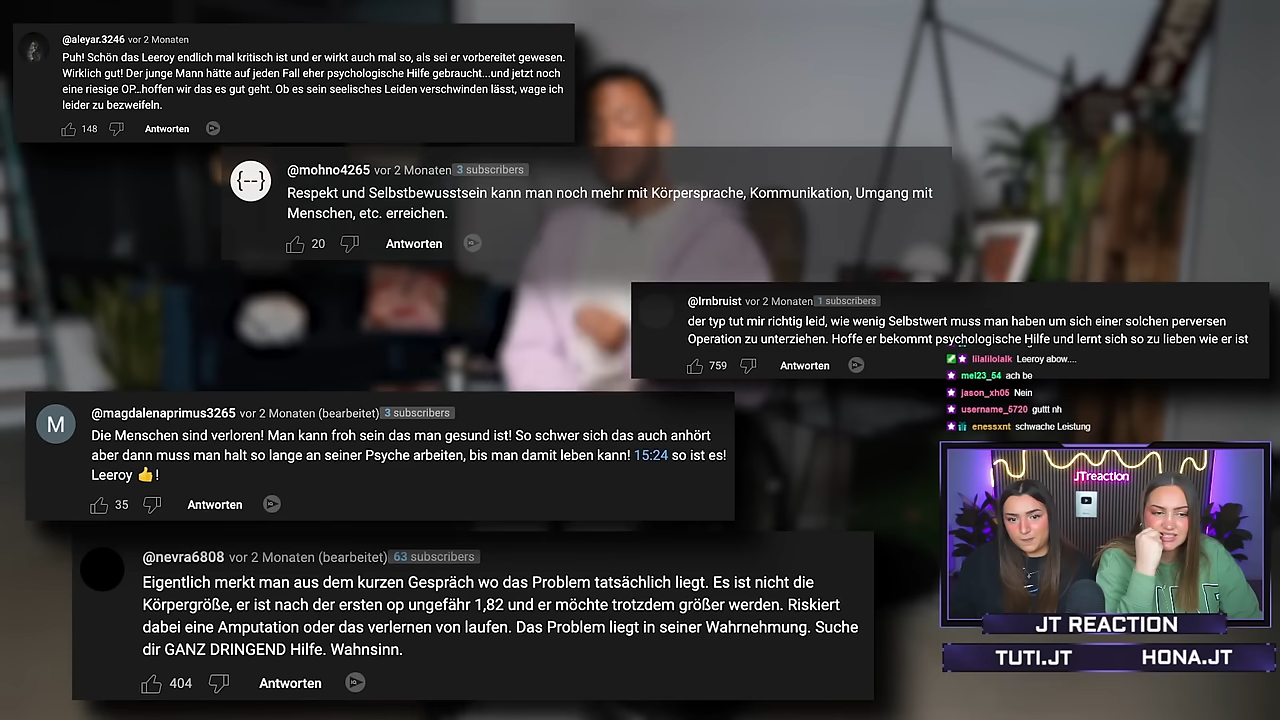 @aleyar.3246 vor 2 Monaten
Puh! Schön das Leeroy endlich mal kritisch ist und er wirkt auch mal so, als sei er vorbereitet gewesen.
Wirklich gut! Der junge Mann hätte auf jeden Fall eher psychologische Hilfe gebraucht...und jetzt noch
eine riesige OP..hoffen wir das es gut geht. Ob es sein seelisches Leiden verschwinden lässt, wage ich
leider zu bezweifeln.
148 Antworten
{--}
@mohno4265 vor 2 Monaten 3 subscribers
Respekt und Selbstbewusstsein kann man noch mehr mit Körpersprache, Kommunikation, Umgang mit
Menschen, etc. erreichen.
20 Antworten
@lrnbruist vor 2 Monaten 1 subscribers
der typ tut mir richtig leid, wie wenig Selbstwert muss man haben um sich einer solchen perversen
Operation zu unterziehen. Hoffe er bekommt psychologische Hilfe und lernt sich so zu lieben wie er ist
759 Antworten
lilalilolalk Leeroy abow....
mel23_54 ach be
jason_xh05 Nein
username_5720 guttt nh
enessxnt schwache Leistung
M
@magdalenaprimus3265 vor 2 Monaten (bearbeitet) 3 subscribers
Die Menschen sind verloren! Man kann froh sein das man gesund ist! So schwer sich das auch anhört
aber dann muss man halt so lange an seiner Psyche arbeiten, bis man damit leben kann! 15:24 so ist es!
Leeroy 👍!
35 Antworten
@nevra6808 vor 2 Monaten (bearbeitet) 63 subscribers
Eigentlich merkt man aus dem kurzen Gespräch wo das Problem tatsächlich liegt. Es ist nicht die
Körpergröße, er ist nach der ersten op ungefähr 1,82 und er möchte trotzdem größer werden. Riskiert
dabei eine Amputation oder das verlernen von laufen. Das Problem liegt in seiner Wahrnehmung. Suche
dir GANZ DRINGEND Hilfe. Wahnsinn.
404 Antworten
JTreaction
JT REACTION
TUTI.JT HONA.JT